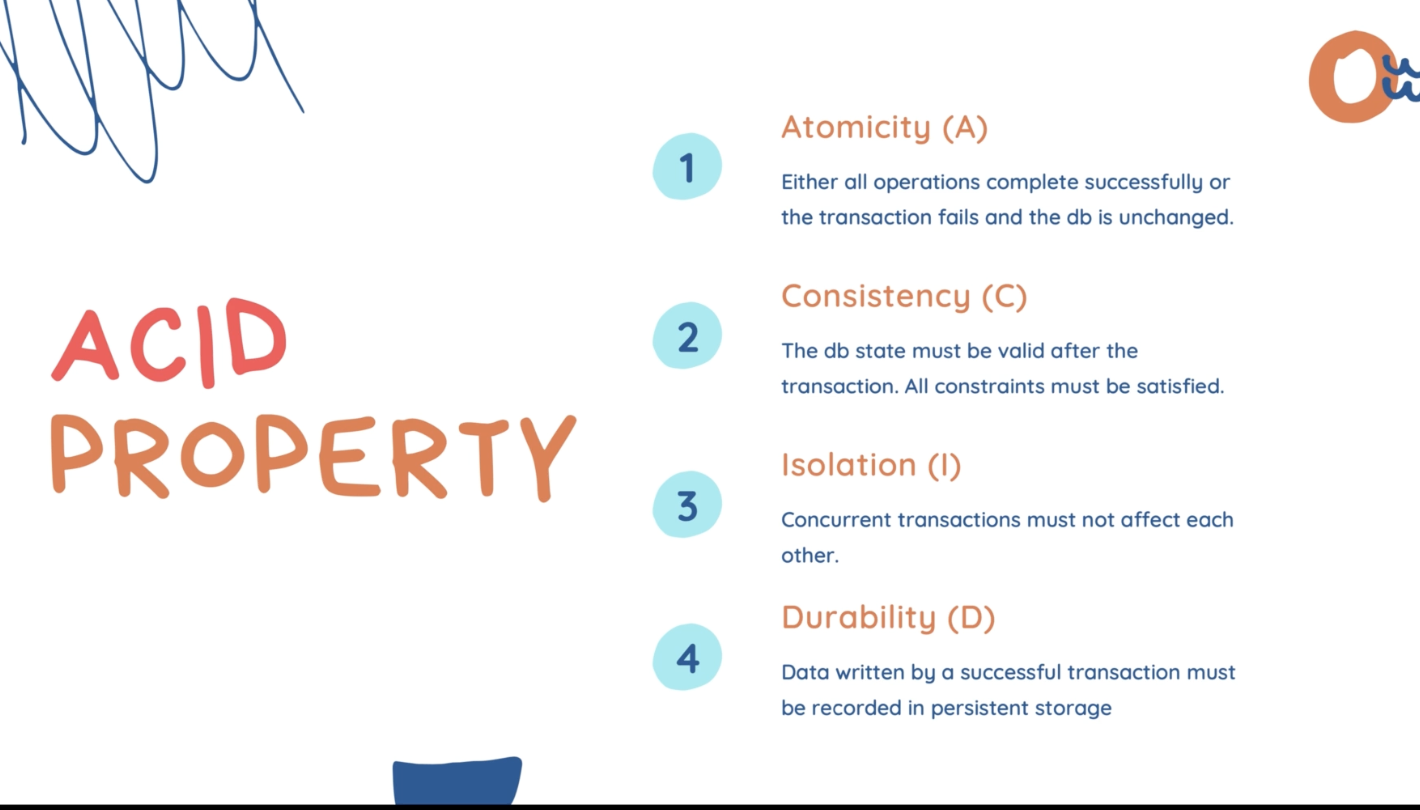 ACID
PROPERTY
1
Atomicity (A)
Either all operations complete successfully or
the transaction fails and the db is unchanged.
2
Consistency (C)
The db state must be valid after the
transaction. All constraints must be satisfied.
3
Isolation (I)
Concurrent transactions must not affect each
other.
4
Durability (D)
Data written by a successful transaction must
be recorded in persistent storage